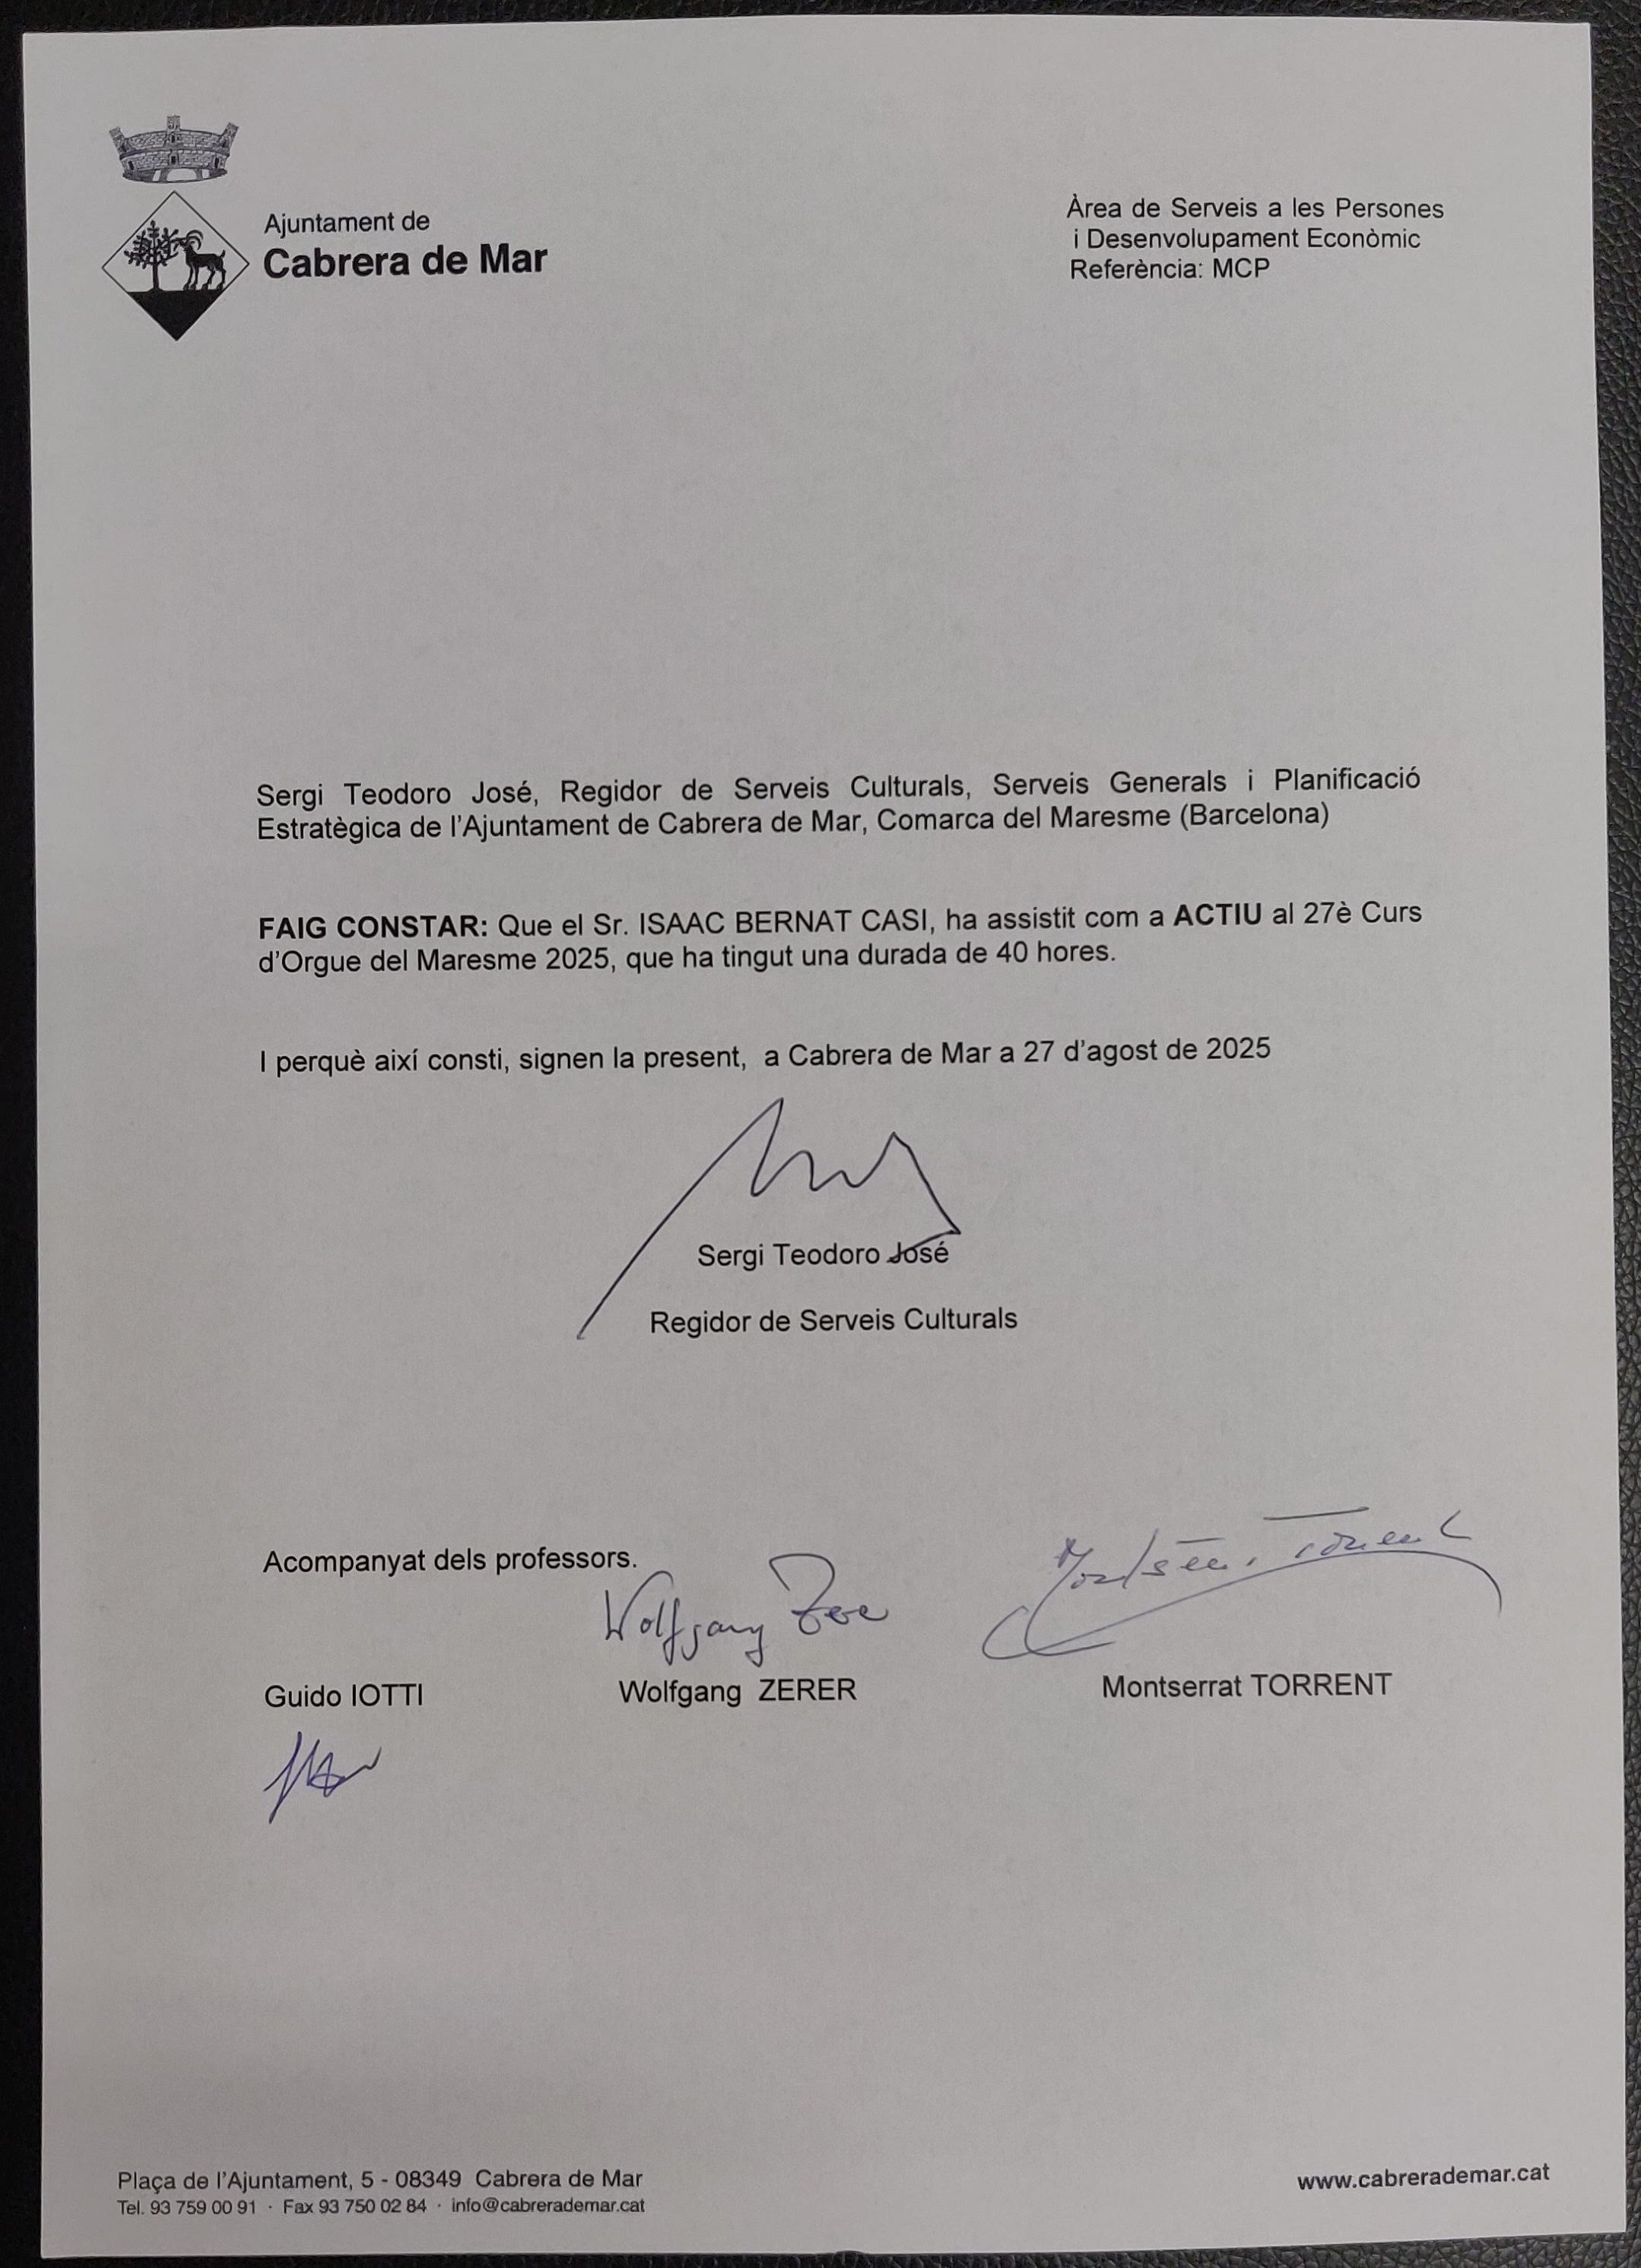 Ajuntament de
Cabrera de Mar
Àrea de Serveis a les Persones
i Desenvolupament Econòmic
Referència: MCP
Sergi Teodoro José, Regidor de Serveis Culturals, Serveis Generals i Planificació
Estratègica de l'Ajuntament de Cabrera de Mar, Comarca del Maresme (Barcelona)
FAIG CONSTAR: Que el Sr. ISAAC BERNAT CASI, ha assistit com a ACTIU al 27è Curs
d'Orgue del Maresme 2025, que ha tingut una durada de 40 hores.
I perquè així consti, signen la present, a Cabrera de Mar a 27 d'agost de 2025
Sergi Teodoro José
Regidor de Serveis Culturals
Acompanyat dels professors.
Wolfgang
Guido IOTTI
Wolfgang ZERER
Montserrat TORRENT
Plaça de l'Ajuntament, 5 - 08349 Cabrera de Mar
Tel. 93 759 00 91 · Fax 93 750 02 84 · info@cabrerademar.cat
www.cabrerademar.cat